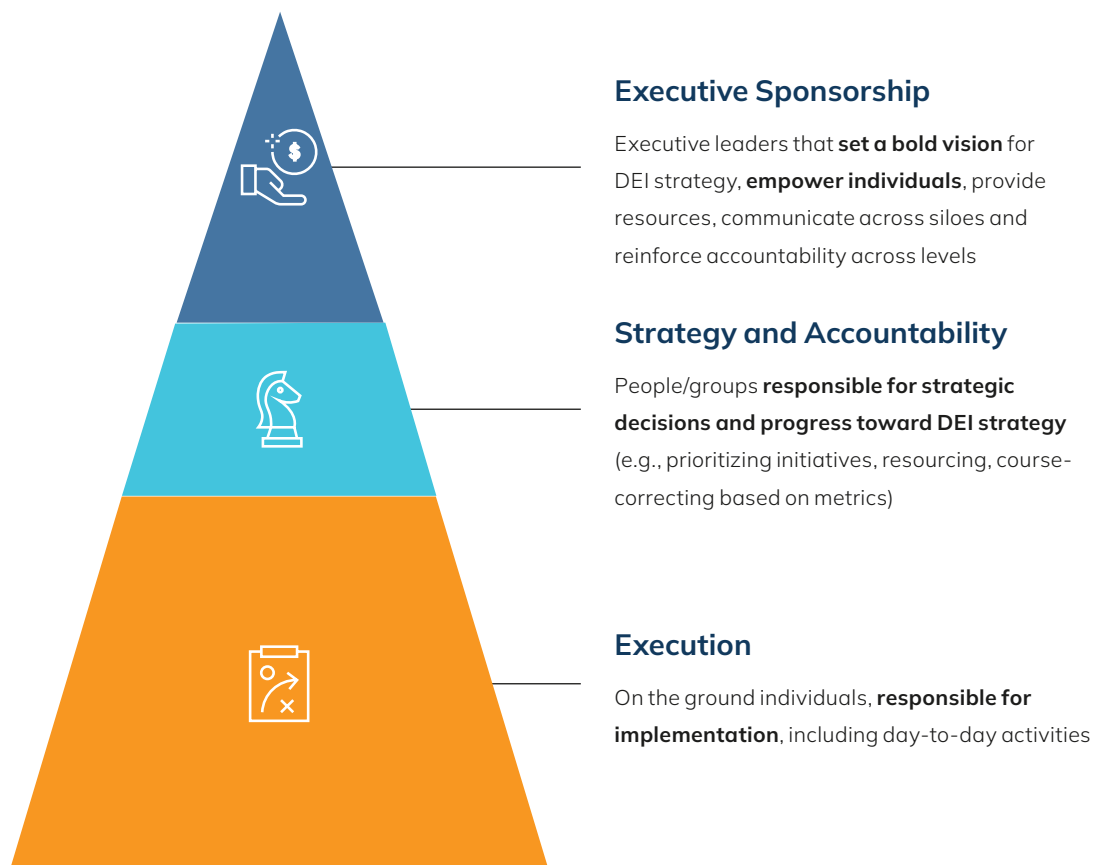 $
Executive Sponsorship
Executive leaders that set a bold vision for
DEI strategy, empower individuals, provide
resources, communicate across siloes and
reinforce accountability across levels
Strategy and Accountability
People/groups responsible for strategic
decisions and progress toward DEI strategy
(e.g., prioritizing initiatives, resourcing, course-
correcting based on metrics)
Execution
On the ground individuals, responsible for
implementation, including day-to-day activities